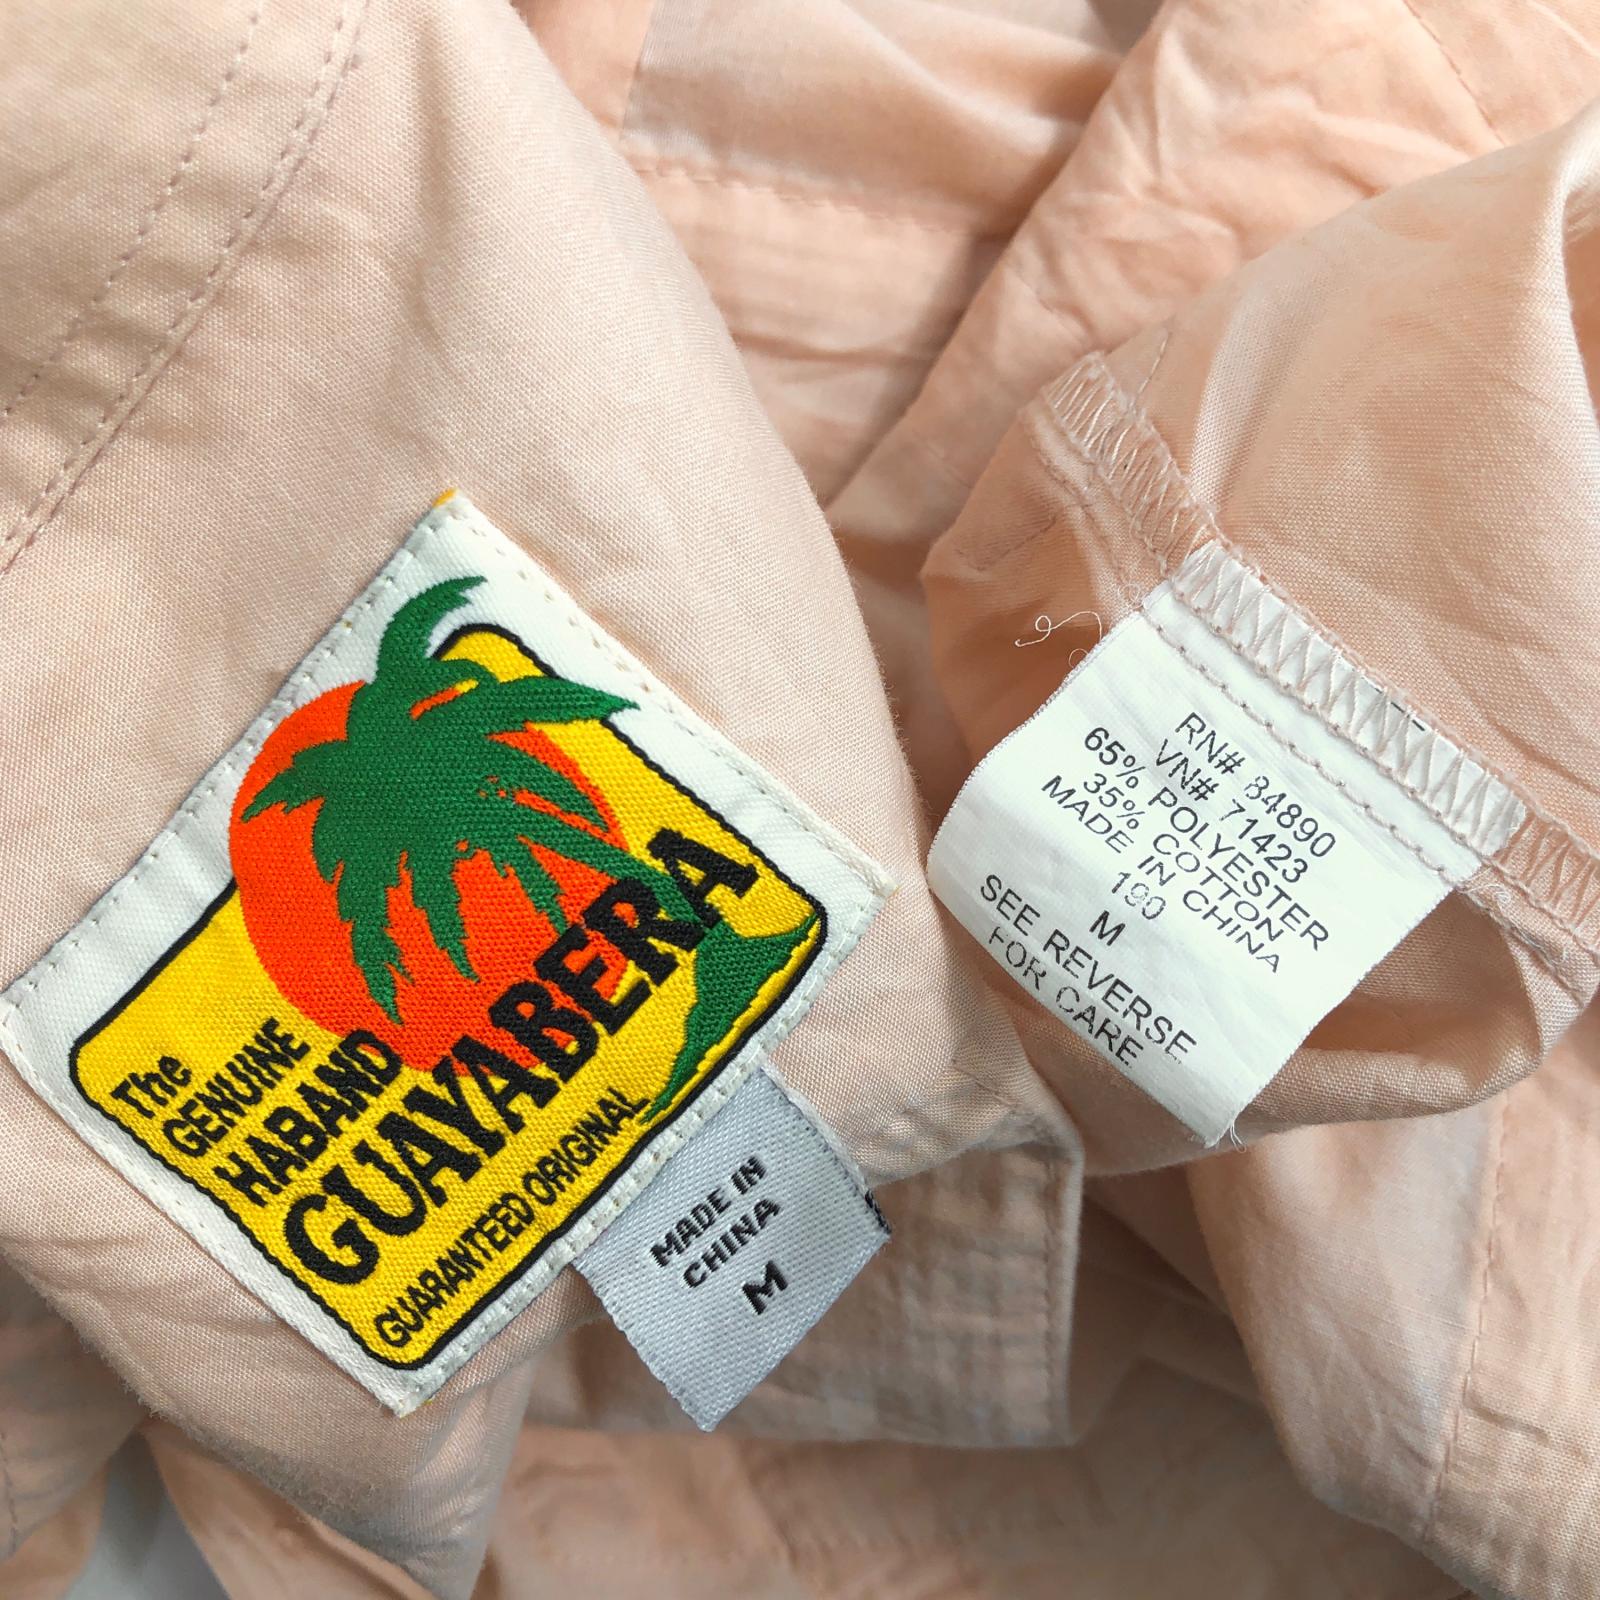 The
GENUINE
HABAND
GUAYABERA
GUARANTEED ORIGINAL
MADE IN
CHINA
M
RN# 84890
VN# 71423
65% POLYESTER
35% COTTON
MADE IN CHINA
190
M
SEE REVERSE
FOR CARE